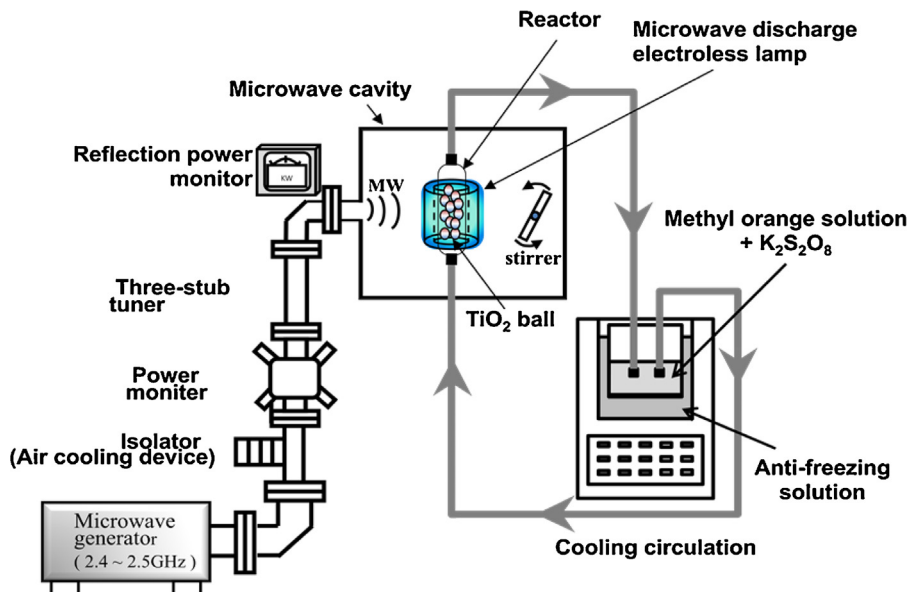 Reactor
Microwave discharge
electroless lamp
Microwave cavity
Reflection power
monitor
KW
MW
stirrer
Methyl orange solution
+ K₂S₂O₈
Three-stub
tuner
TiO₂ ball
Power
moniter
Isolator
(Air cooling device)
Anti-freezing
solution
Microwave
generator
( 2.4 ~ 2.5GHz )
Cooling circulation